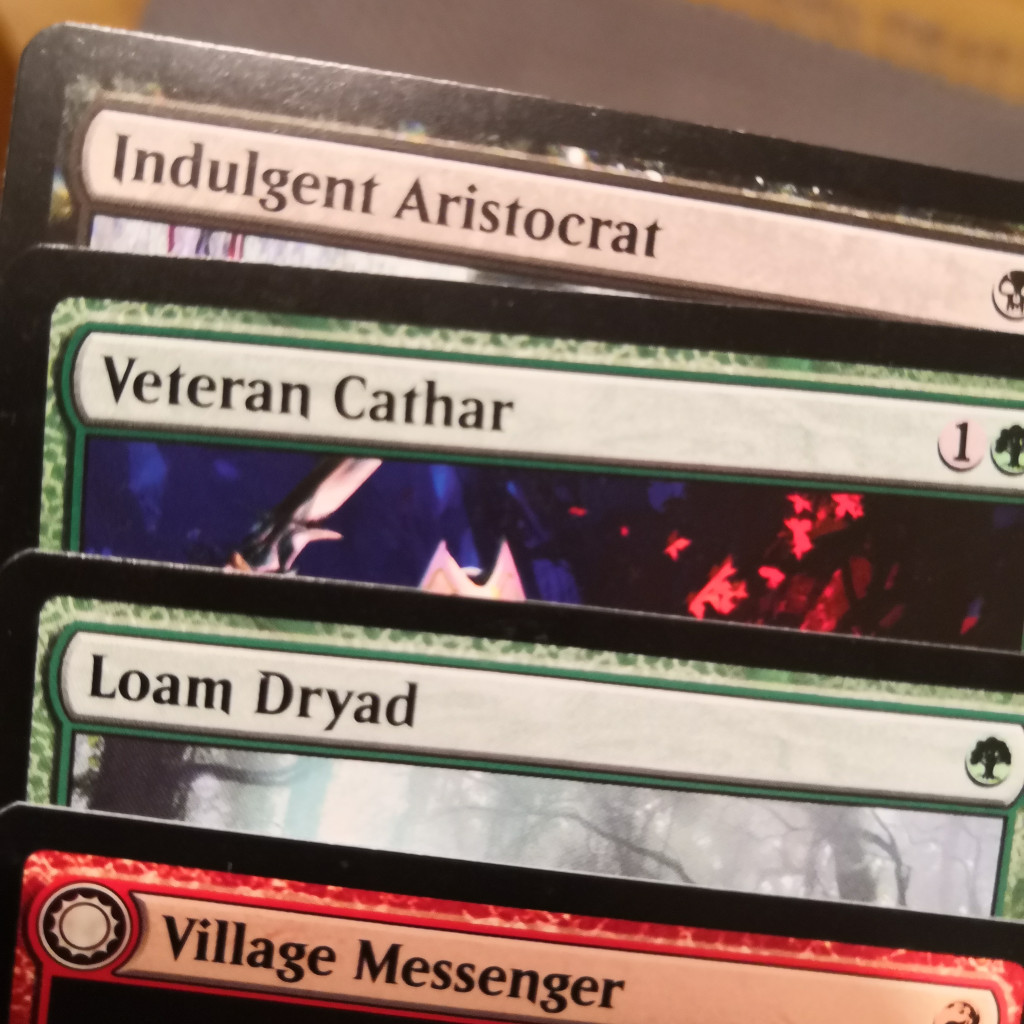 Indulgent Aristocrat
Veteran Cathar 1
Loam Dryad
Village Messenger